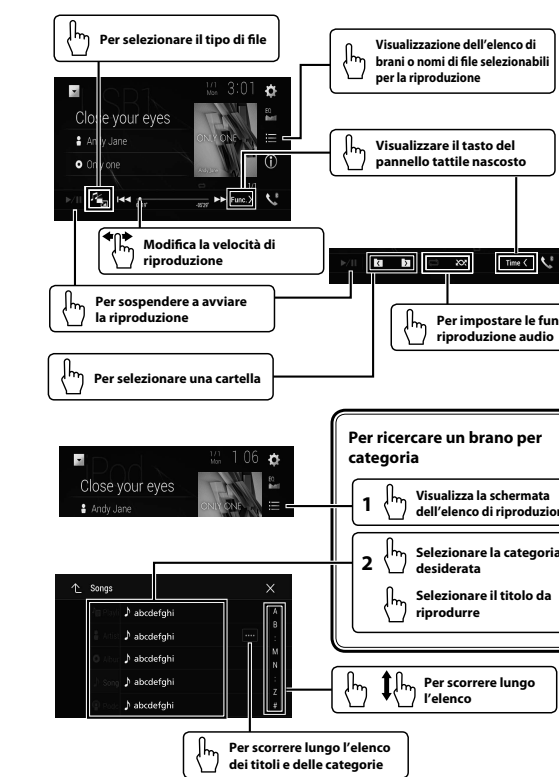 Per selezionare il tipo di file
Visualizzazione dell'elenco di
brani o nomi di file selezionabili
per la riproduzione
1/1
Mon
3:01
Close your eyes
EQ
Andy Jane
ONLY ONE
Only one
Andy Jane
Func.
Visualizzare il tasto del
pannello tattile nascosto
Modifica la velocità di
riproduzione
Time
Per sospendere a avviare
la riproduzione
Per impostare le fun
riproduzione audio
Per selezionare una cartella
iPod
1/1
Mon
1 06
Close your eyes
EQ
Andy Jane
ONLY ONE
Per ricercare un brano per
categoria
1 Visualizza la schermata
dell'elenco di riproduzion
2 Selezionare la categoria
desiderata
Selezionare il titolo da
riprodurre
Songs
abcdefghi
abcdefghi
abcdefghi
abcdefghi
abcdefghi
A
B
:
M
N
:
Z
#
Per scorrere lungo
l'elenco
Per scorrere lungo l'elenco
dei titoli e delle categorie